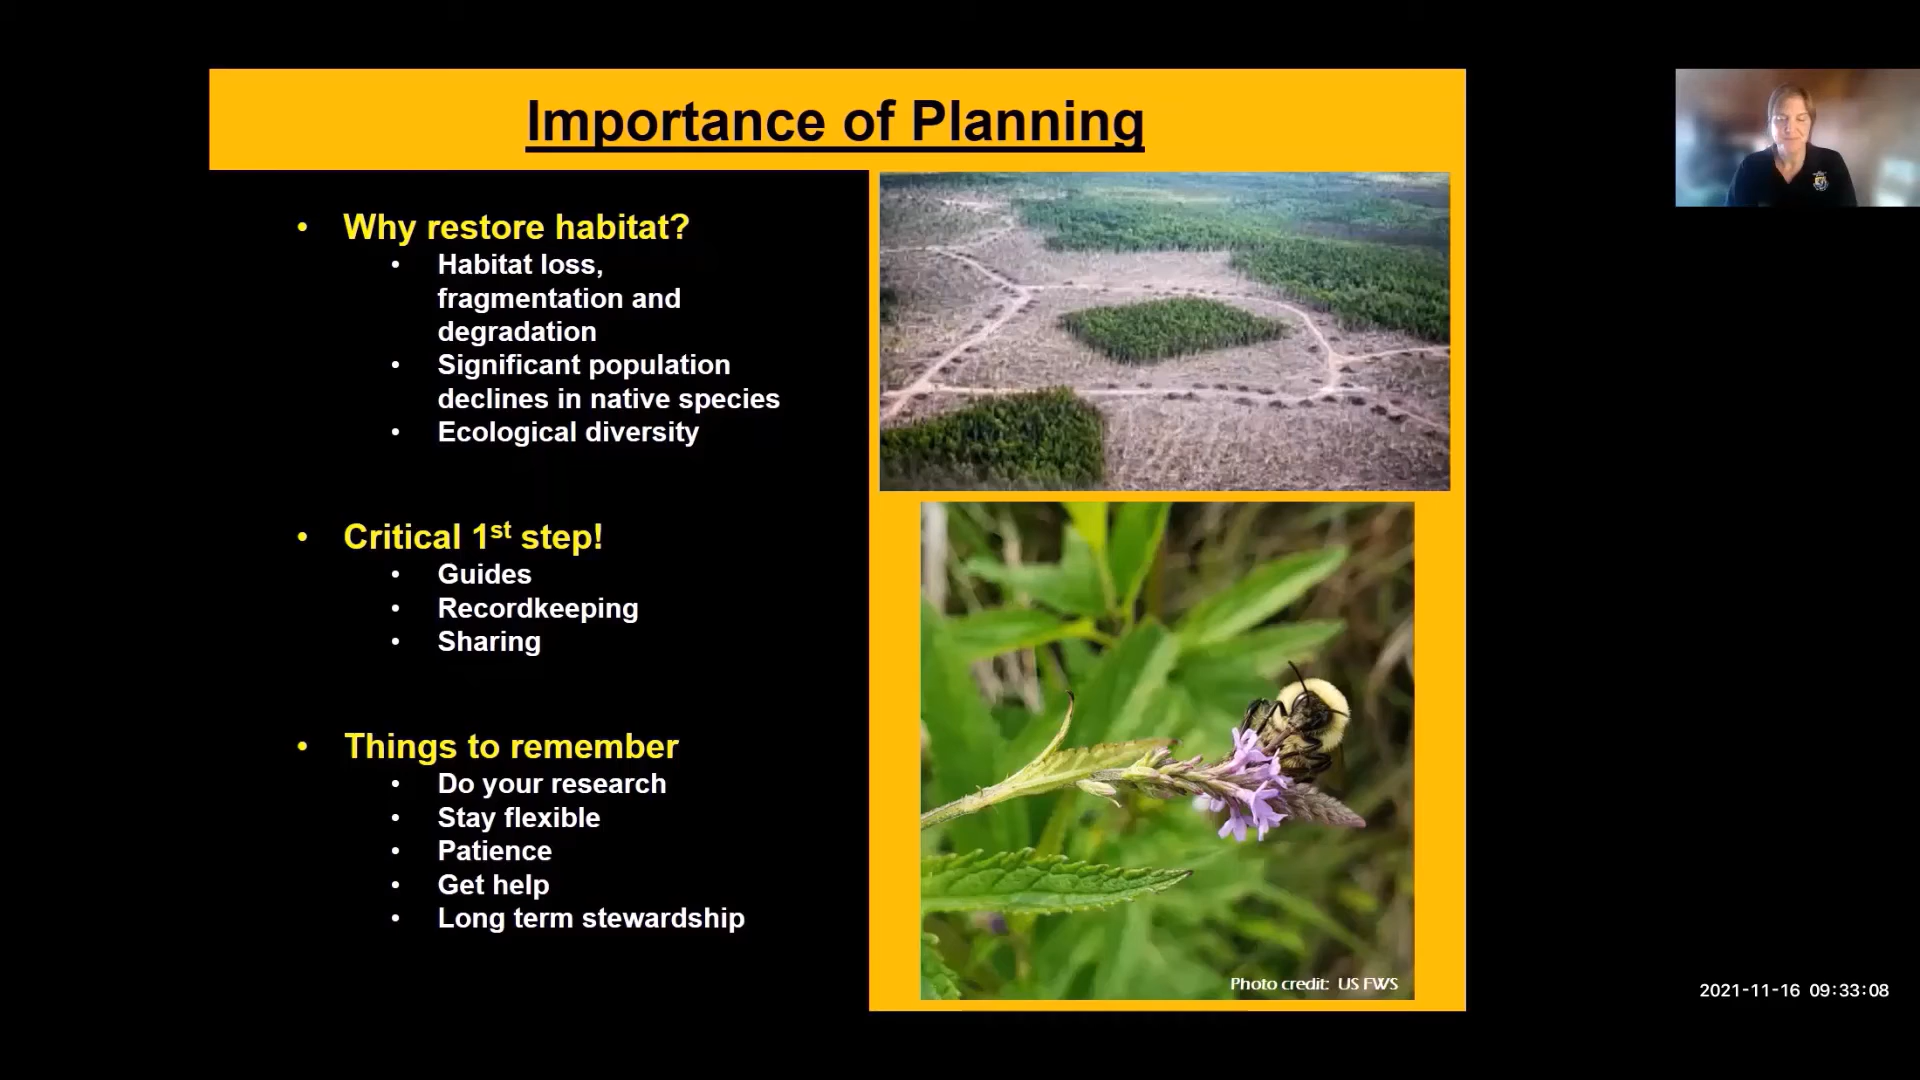 Importance of Planning
• Why restore habitat?
• Habitat loss,
fragmentation and
degradation
• Significant population
declines in native species
• Ecological diversity
• Critical 1st step!
• Guides
• Recordkeeping
• Sharing
• Things to remember
• Do your research
• Stay flexible
• Patience
• Get help
• Long term stewardship
Photo credit: US FWS
2021-11-16 09:33:08